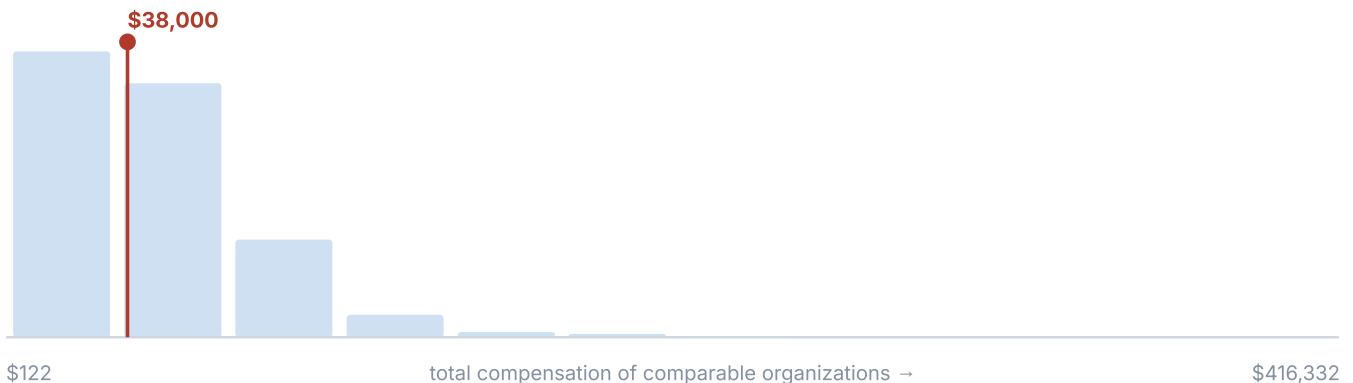 $38,000
$122 total compensation of comparable organizations → $416,332